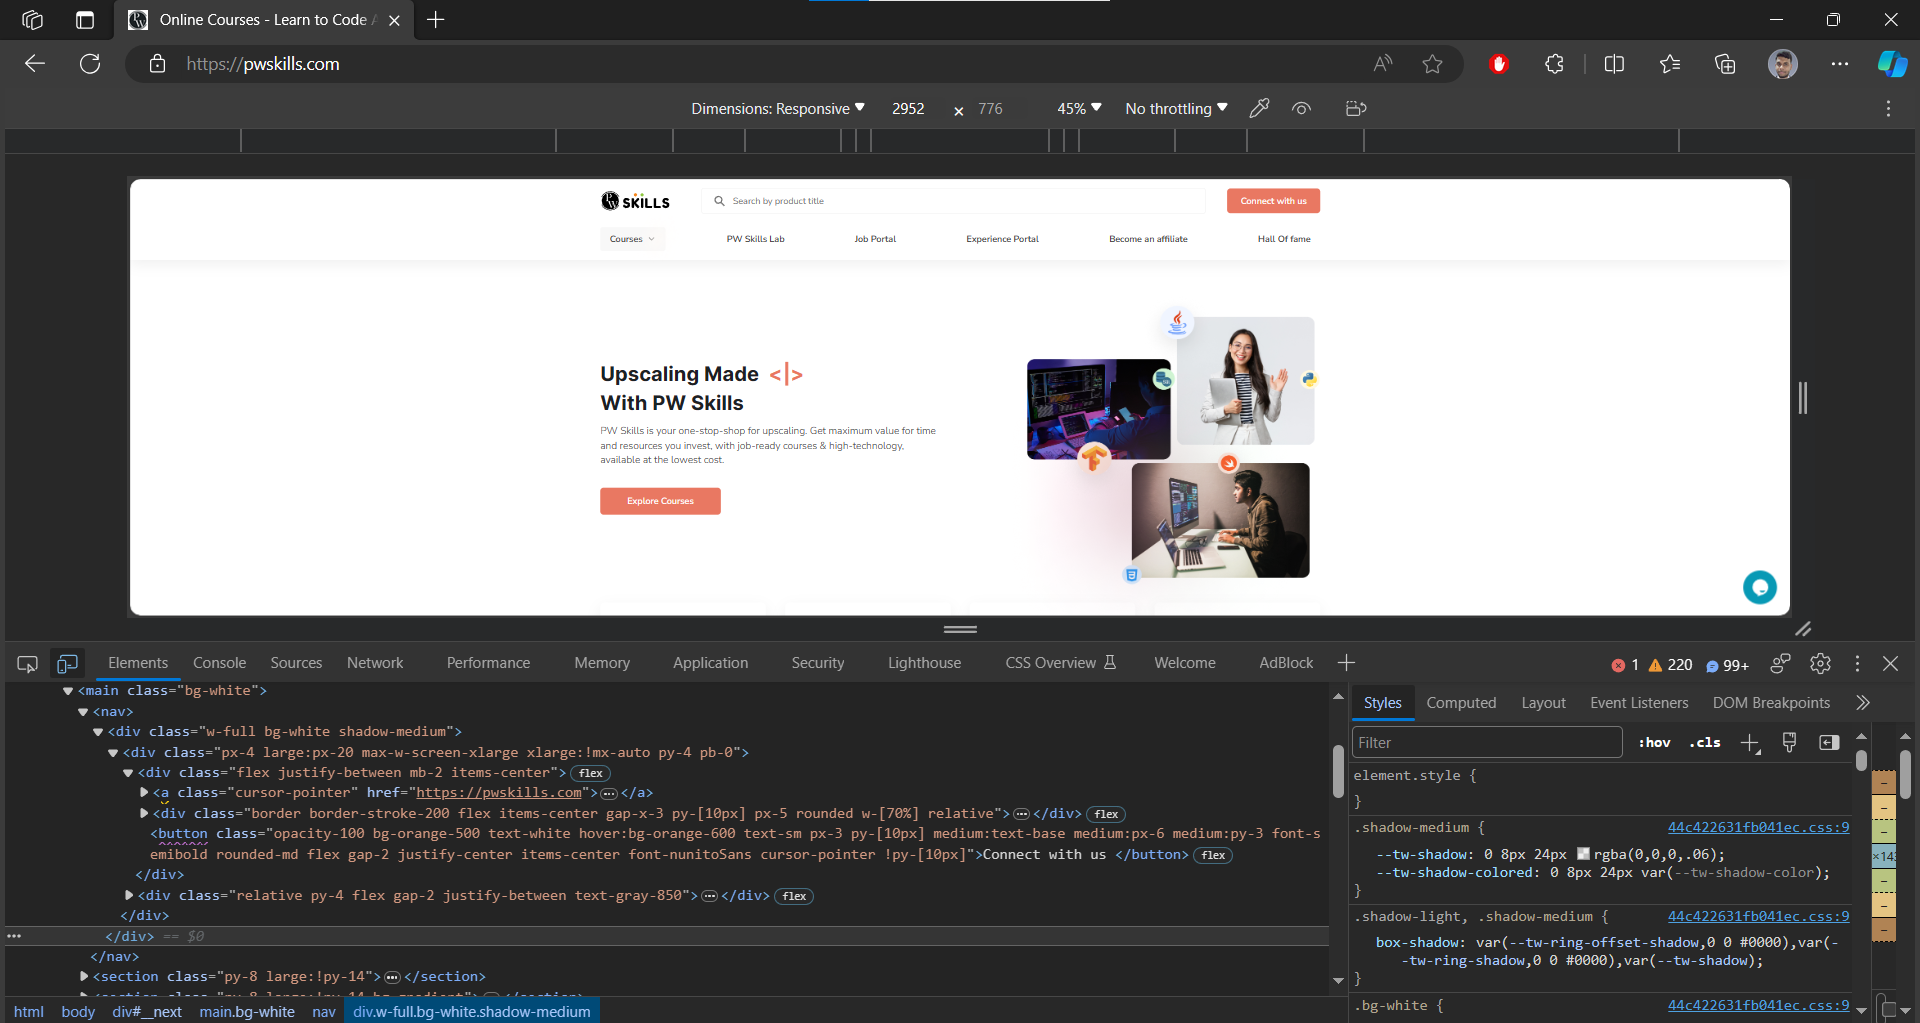 Online Courses - Learn to Code
https://pwskills.com
Dimensions: Responsive 2952 × 776 45% No throttling
PW SKILLS
Search by product title
Connect with us
Courses PW Skills Lab Job Portal Experience Portal Become an affiliate Hall Of fame
Upscaling Made <|>
With PW Skills
PW Skills is your one-stop-shop for upscaling. Get maximum value for time
and resources you invest, with job-ready courses & high-technology,
available at the lowest cost.
Explore Courses
Elements Console Sources Network Performance Memory Application Security Lighthouse CSS Overview Welcome AdBlock
1 220 99+
<main class="bg-white">
<nav>
<div class="w-full bg-white shadow-medium">
<div class="px-4 large:px-20 max-w-screen-xlarge xlarge:!mx-auto py-4 pb-0">
<div class="flex justify-between mb-2 items-center"> flex
<a class="cursor-pointer" href="https://pwskills.com">…</a>
<div class="border border-stroke-200 flex items-center gap-x-3 py-[10px] px-5 rounded w-[70%] relative">…</div> flex
<button class="opacity-100 bg-orange-500 text-white hover:bg-orange-600 text-sm px-3 py-[10px] medium:text-base medium:px-6 medium:py-3 font-s
emibold rounded-md flex gap-2 justify-center items-center font-nunitoSans cursor-pointer !py-[10px]">Connect with us </button> flex
</div>
<div class="relative py-4 flex gap-2 justify-between text-gray-850">…</div> flex
</div>
</div> == $0
</nav>
<section class="py-8 large:!py-14">…</section>
html body div#__next main.bg-white nav div.w-full.bg-white.shadow-medium
Styles Computed Layout Event Listeners DOM Breakpoints
Filter :hov .cls
element.style {
}
.shadow-medium { 44c422631fb041ec.css:9
--tw-shadow: 0 8px 24px rgba(0,0,0,.06);
--tw-shadow-colored: 0 8px 24px var(--tw-shadow-color);
}
.shadow-light, .shadow-medium { 44c422631fb041ec.css:9
box-shadow: var(--tw-ring-offset-shadow,0 0 #0000),var(-
-tw-ring-shadow,0 0 #0000),var(--tw-shadow);
}
.bg-white { 44c422631fb041ec.css:9